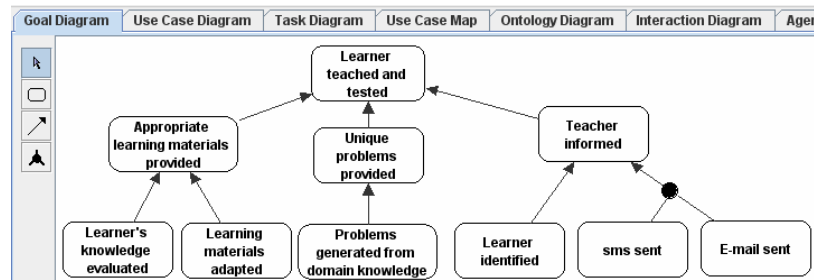 Goal Diagram Use Case Diagram Task Diagram Use Case Map Ontology Diagram Interaction Diagram Agen
Learner
teached and
tested
Appropriate
learning materials
provided
Unique
problems
provided
Teacher
informed
Learner's
knowledge
evaluated
Learning
materials
adapted
Problems
generated from
domain knowledge
Learner
identified
sms sent
E-mail sent